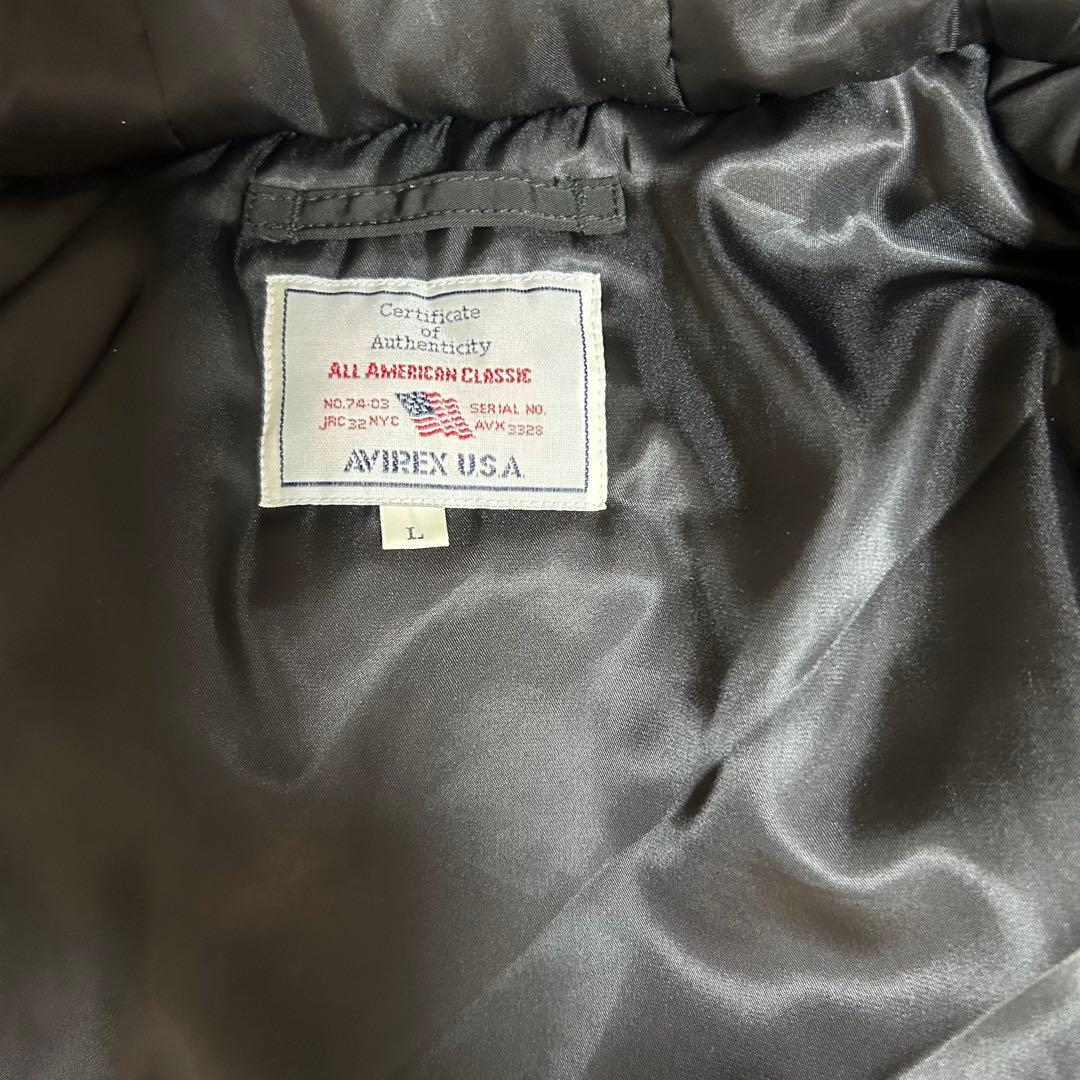 Certificate
of
Authenticity
ALL AMERICAN CLASSIC
NO.74-03
JRC 32 NYC
SERIAL NO.
AVX 3328
AVIREX U.S.A.
L